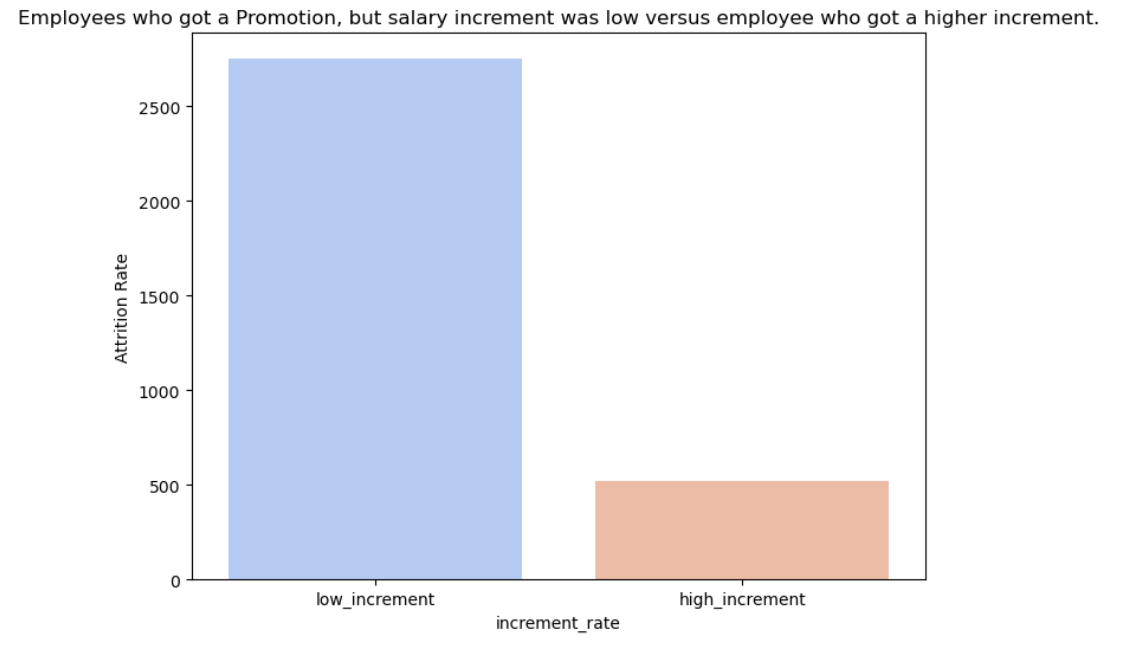 Employees who got a Promotion, but salary increment was low versus employee who got a higher increment.
2500
2000
1500
1000
500
0
Attrition Rate
low_increment
high_increment
increment_rate